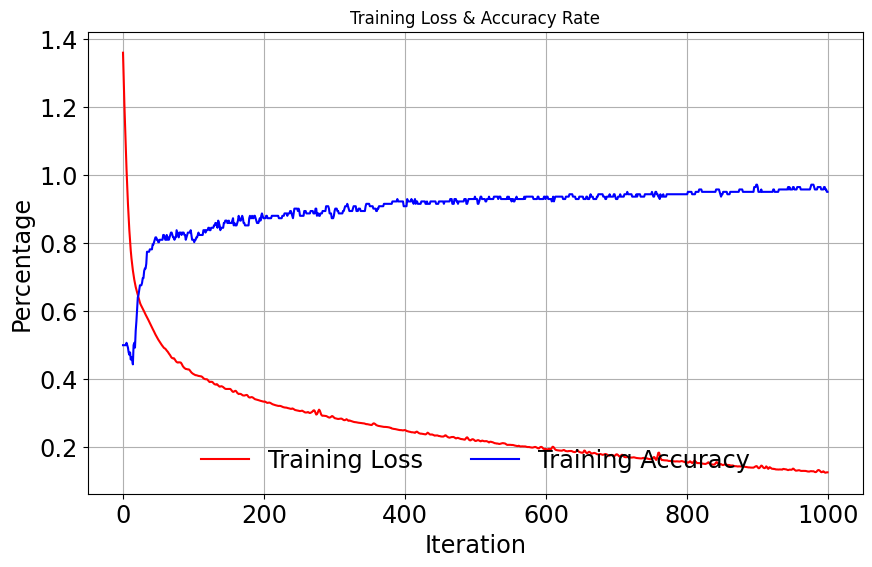 Training Loss & Accuracy Rate
1.4
1.2
1.0
0.8
0.6
0.4
0.2
Percentage
Training Loss Training Accuracy
0 200 400 600 800 1000
Iteration